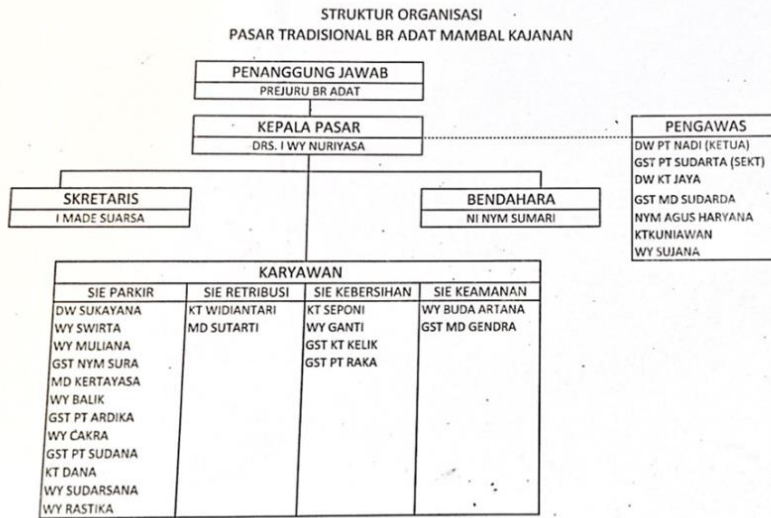 STRUKTUR ORGANISASI
PASAR TRADISIONAL BR ADAT MAMBAL KAJANAN
PENANGGUNG JAWAB
PREJURU BR ADAT
KEPALA PASAR
DRS. I WY NURIYASA
PENGAWAS
DW PT NADI (KETUA)
GST PT SUDARTA (SEKT)
DW KT JAYA
GST MD SUDARDA
NYM AGUS HARYANA
KTKUNIAWAN
WY SUJANA
SKRETARIS
I MADE SUARSA
BENDAHARA
NI NYM SUMARI
KARYAWAN
SIE PARKIR
DW SUKAYANA
WY SWIRTA
WY MULIANA
GST NYM SURA
MD KERTAYASA
WY BALIK
GST PT ARDIKA
WY CAKRA
GST PT SUDANA
KT DANA
WY SUDARSANA
WY RASTIKA
SIE RETRIBUSI
KT WIDIANTARI
MD SUTARTI
SIE KEBERSIHAN
KT SEPONI
WY GANTI
GST KT KELIK
GST PT RAKA
SIE KEAMANAN
WY BUDA ARTANA
GST MD GENDRA